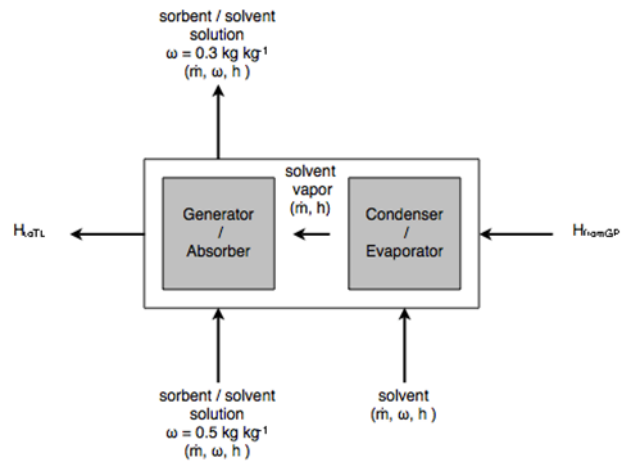 sorbent / solvent
solution
ω = 0.3 kg kg⁻¹
(ṁ, ω, h )
solvent
vapor
(ṁ, h)
Generator
/
Absorber
Condenser
/
Evaporator
sorbent / solvent
solution
ω = 0.5 kg kg⁻¹
(ṁ, ω, h )
solvent
(ṁ, ω, h )